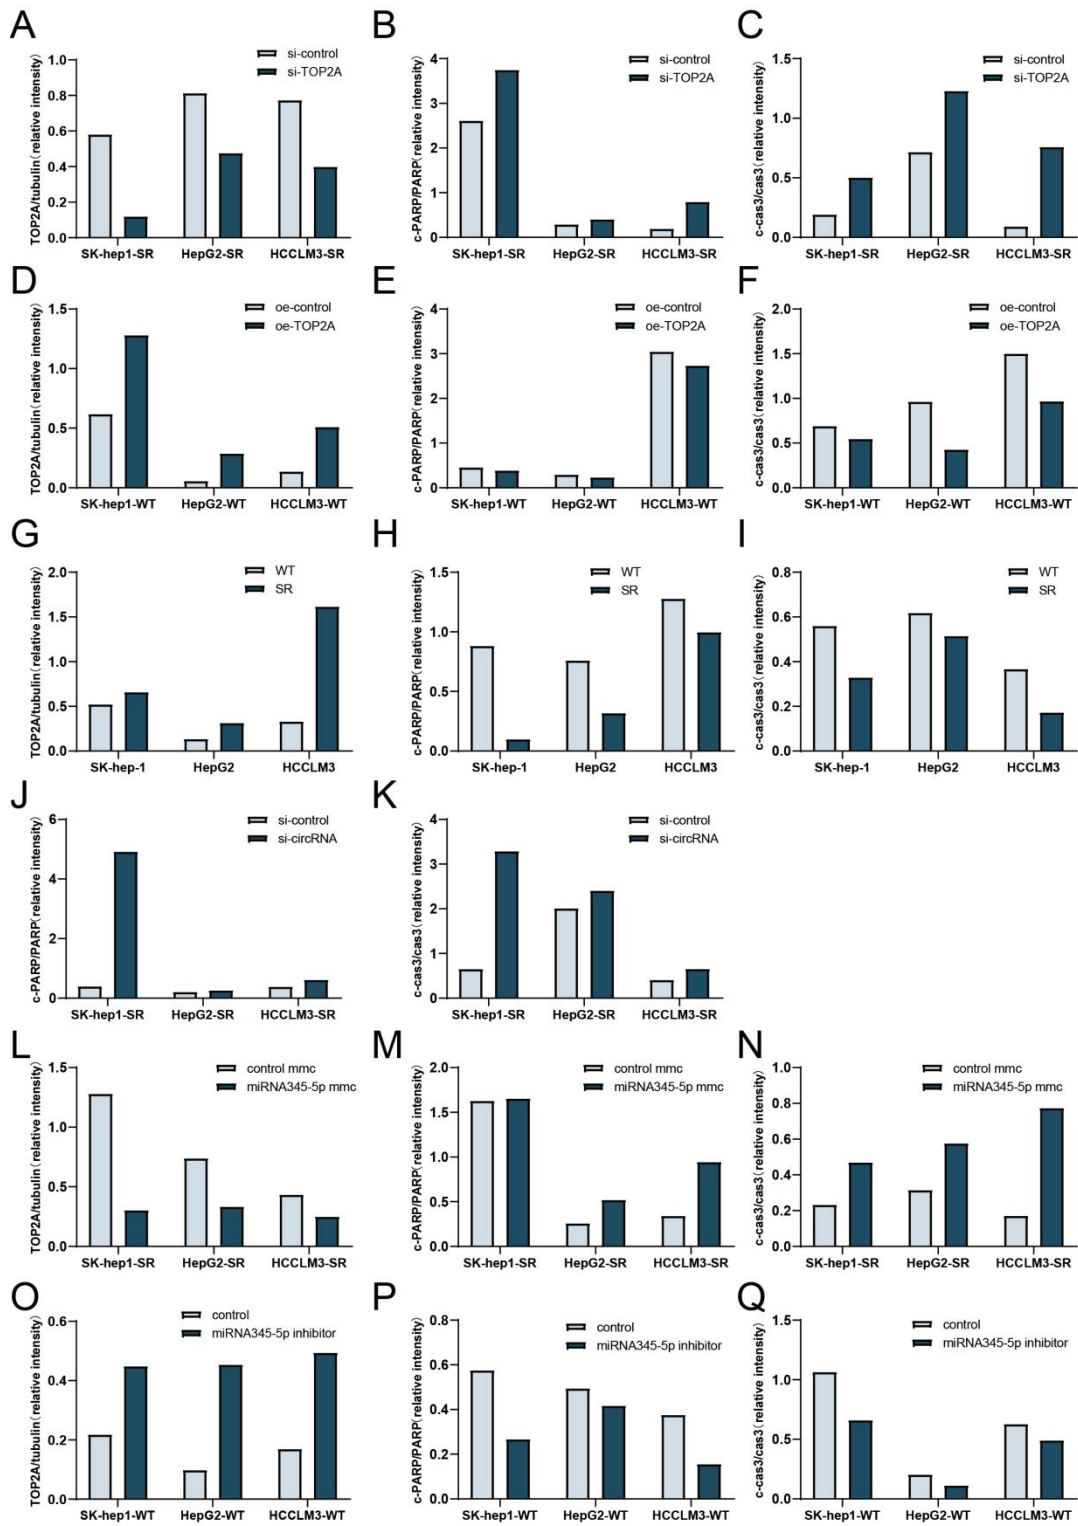 A
TOP2A/tubulin(relative intensity)
1.0
0.8
0.6
0.4
0.2
0.0
si-control
si-TOP2A
SK-hep1-SR HepG2-SR HCCLM3-SR
B
c-PARP/PARP(relative intensity)
4
3
2
1
0
si-control
si-TOP2A
SK-hep1-SR HepG2-SR HCCLM3-SR
C
c-cas3/cas3(relative intensity)
1.5
1.0
0.5
0.0
si-control
si-TOP2A
SK-hep1-SR HepG2-SR HCCLM3-SR
D
TOP2A/tubulin(relative intensity)
1.5
1.0
0.5
0.0
oe-control
oe-TOP2A
SK-hep1-WT HepG2-WT HCCLM3-WT
E
c-PARP/PARP(relative intensity)
4
3
2
1
0
oe-control
oe-TOP2A
SK-hep1-WT HepG2-WT HCCLM3-WT
F
c-cas3/cas3(relative intensity)
2.0
1.5
1.0
0.5
0.0
oe-control
oe-TOP2A
SK-hep1-WT HepG2-WT HCCLM3-WT
G
TOP2A/tubulin(relative intensity)
2.0
1.5
1.0
0.5
0.0
WT
SR
SK-hep-1 HepG2 HCCLM3
H
c-PARP/PARP(relative intensity)
1.5
1.0
0.5
0.0
WT
SR
SK-hep-1 HepG2 HCCLM3
I
c-cas3/cas3(relative intensity)
0.8
0.6
0.4
0.2
0.0
WT
SR
SK-hep-1 HepG2 HCCLM3
J
c-PARP/PARP(relative intensity)
6
4
2
0
si-control
si-circRNA
SK-hep1-SR HepG2-SR HCCLM3-SR
K
c-cas3/cas3(relative intensity)
4
3
2
1
0
si-control
si-circRNA
SK-hep1-SR HepG2-SR HCCLM3-SR
L
TOP2A/tubulin(relative intensity)
1.5
1.0
0.5
0.0
control mmc
miRNA345-5p mmc
SK-hep1-SR HepG2-SR HCCLM3-SR
M
c-PARP/PARP(relative intensity)
2.0
1.5
1.0
0.5
0.0
control mmc
miRNA345-5p mmc
SK-hep1-SR HepG2-SR HCCLM3-SR
N
c-cas3/cas3(relative intensity)
0.8
0.6
0.4
0.2
0.0
control mmc
miRNA345-5p mmc
SK-hep1-SR HepG2-SR HCCLM3-SR
O
TOP2A/tubulin(relative intensity)
0.6
0.4
0.2
0.0
control
miRNA345-5p inhibitor
SK-hep1-WT HepG2-WT HCCLM3-WT
P
c-PARP/PARP(relative intensity)
0.8
0.6
0.4
0.2
0.0
control
miRNA345-5p inhibitor
SK-hep1-WT HepG2-WT HCCLM3-WT
Q
c-cas3/cas3(relative intensity)
1.5
1.0
0.5
0.0
control
miRNA345-5p inhibitor
SK-hep1-WT HepG2-WT HCCLM3-WT